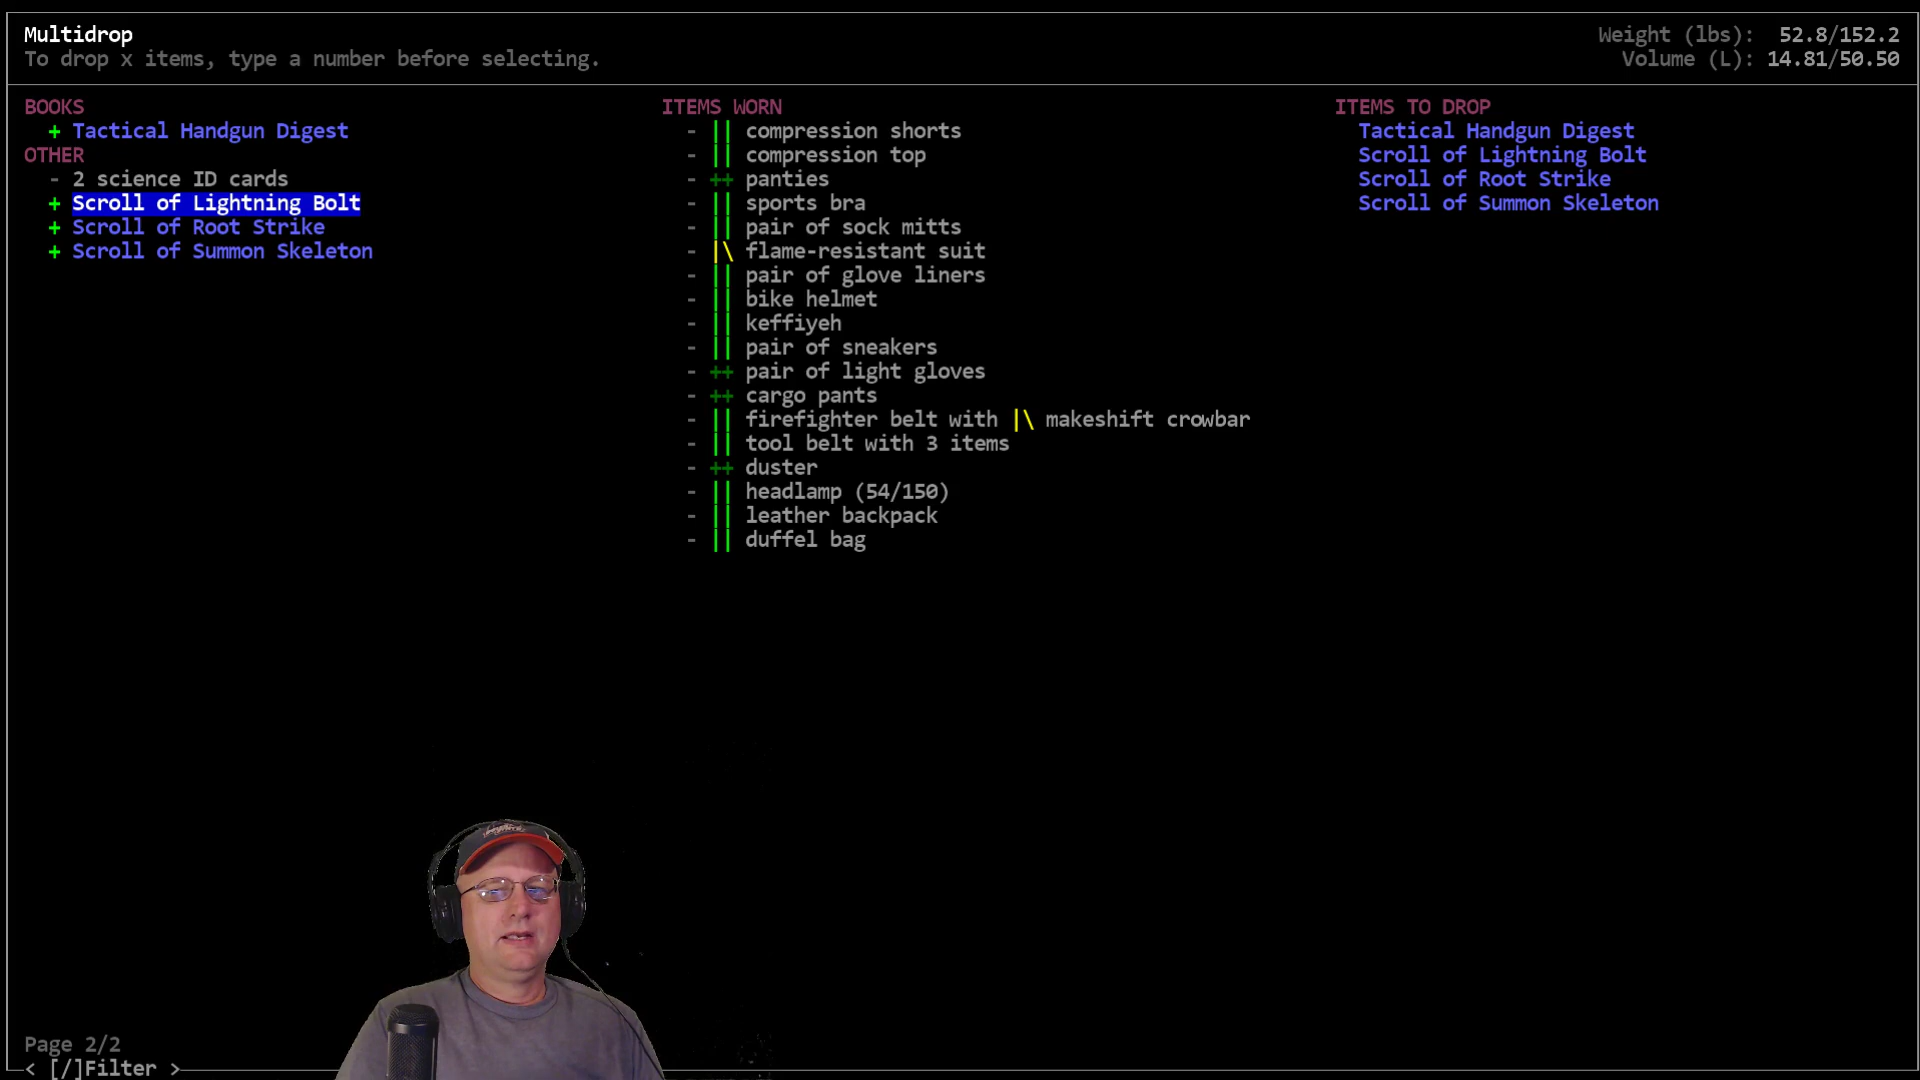 Multidrop
To drop x items, type a number before selecting.
Weight (lbs): 52.8/152.2
Volume (L): 14.81/50.50
BOOKS
+ Tactical Handgun Digest
OTHER
- 2 science ID cards
+ Scroll of Lightning Bolt
+ Scroll of Root Strike
+ Scroll of Summon Skeleton
ITEMS WORN
- || compression shorts
- || compression top
- ++ panties
- || sports bra
- || pair of sock mitts
- |\ flame-resistant suit
- || pair of glove liners
- || bike helmet
- || keffiyeh
- || pair of sneakers
- ++ pair of light gloves
- ++ cargo pants
- || firefighter belt with |\ makeshift crowbar
- || tool belt with 3 items
- ++ duster
- || headlamp (54/150)
- || leather backpack
- || duffel bag
ITEMS TO DROP
Tactical Handgun Digest
Scroll of Lightning Bolt
Scroll of Root Strike
Scroll of Summon Skeleton
Page 2/2
< [/]Filter >